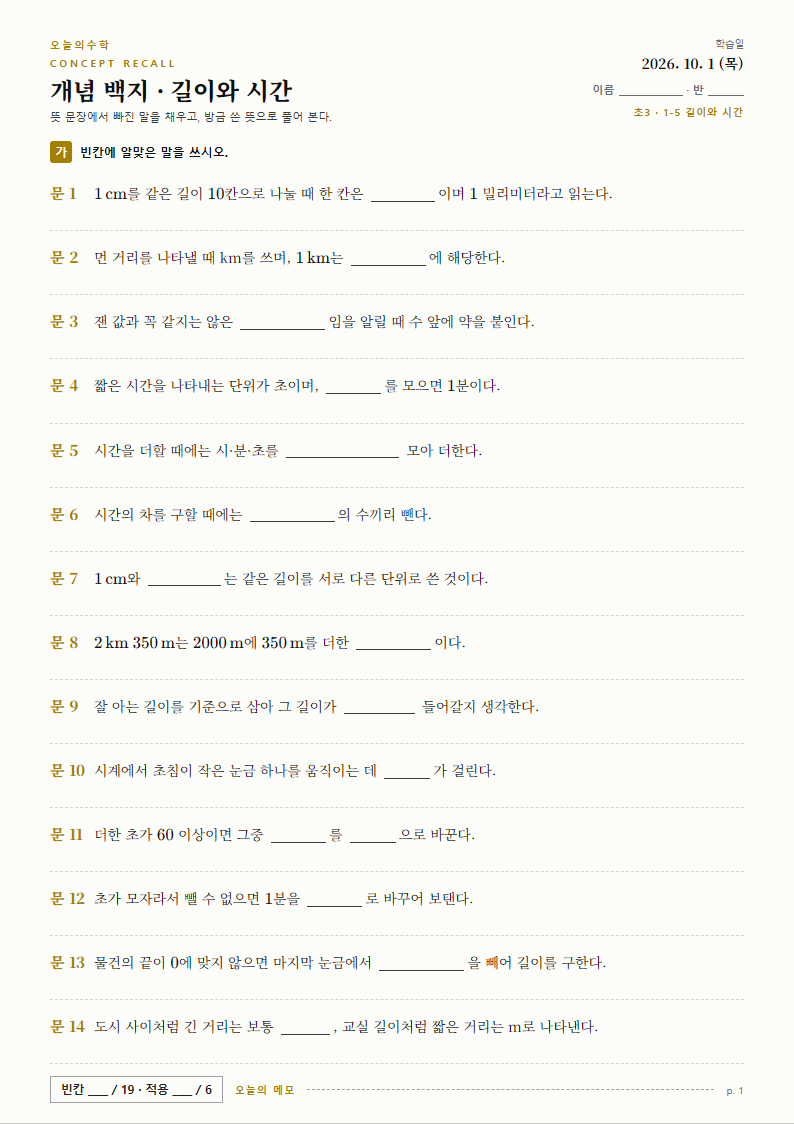 오늘의수학
CONCEPT RECALL
개념 백지 · 길이와 시간
뜻 문장에서 빠진 말을 채우고, 방금 쓴 뜻으로 풀어 본다.
학습일
2026. 10. 1 (목)
이름 ________ · 반 ____
초3 · 1-5 길이와 시간
가 빈칸에 알맞은 말을 쓰시오.
문 1 1 cm를 같은 길이 10칸으로 나눌 때 한 칸은 ________ 이며 1 밀리미터라고 읽는다.
문 2 먼 거리를 나타낼 때 km를 쓰며, 1 km는 ________ 에 해당한다.
문 3 잰 값과 꼭 같지는 않은 ________ 임을 알릴 때 수 앞에 약을 붙인다.
문 4 짧은 시간을 나타내는 단위가 초이며, ________ 를 모으면 1분이다.
문 5 시간을 더할 때에는 시·분·초를 ________ 모아 더한다.
문 6 시간의 차를 구할 때에는 ________ 의 수끼리 뺀다.
문 7 1 cm와 ________ 는 같은 길이를 서로 다른 단위로 쓴 것이다.
문 8 2 km 350 m는 2000 m에 350 m를 더한 ________ 이다.
문 9 잘 아는 길이를 기준으로 삼아 그 길이가 ________ 들어갈지 생각한다.
문 10 시계에서 초침이 작은 눈금 하나를 움직이는 데 ________ 가 걸린다.
문 11 더한 초가 60 이상이면 그중 ________ 를 ________ 으로 바꾼다.
문 12 초가 모자라서 뺄 수 없으면 1분을 ________ 로 바꾸어 보탠다.
문 13 물건의 끝이 0에 맞지 않으면 마지막 눈금에서 ________ 을 빼어 길이를 구한다.
문 14 도시 사이처럼 긴 거리는 보통 ________ , 교실 길이처럼 짧은 거리는 m로 나타낸다.
빈칸 ___ / 19 · 적용 ___ / 6 오늘의 메모 p. 1